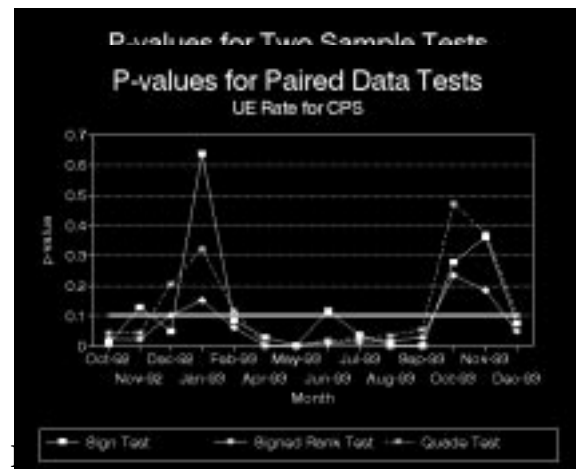 P-values for Two Sample Tests
P-values for Paired Data Tests
UE Rate for CPS
0.7
0.6
0.5
0.4
0.3
0.2
0.1
0
p-value
Oct-92 Dec-92 Feb-93 May-93 Jul-93 Sep-93 Nov-93
Nov-92 Jan-93 Apr-93 Jun-93 Aug-93 Oct-93 Dec-93
Month
Sign Test Signed Rank Test Quade Test